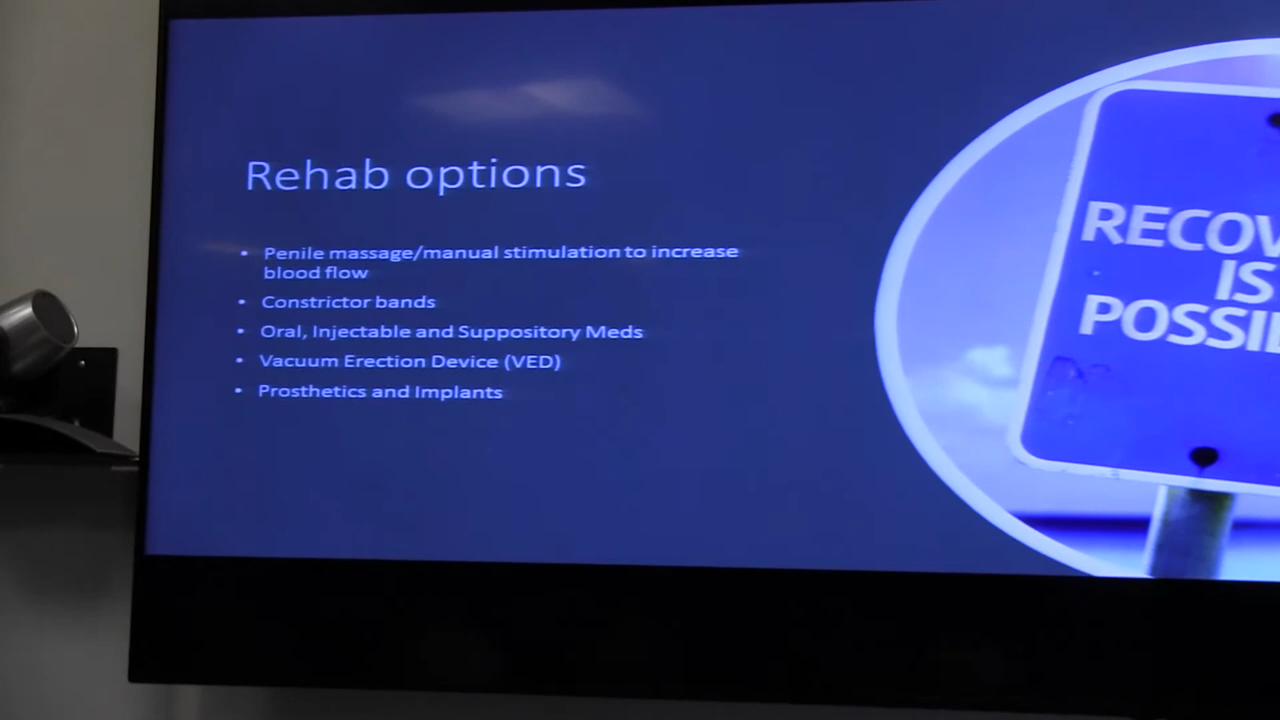 Rehab options
• Penile massage/manual stimulation to increase
blood flow
• Constrictor bands
• Oral, Injectable and Suppository Meds
• Vacuum Erection Device (VED)
• Prosthetics and Implants
RECOV
IS
POSSIB